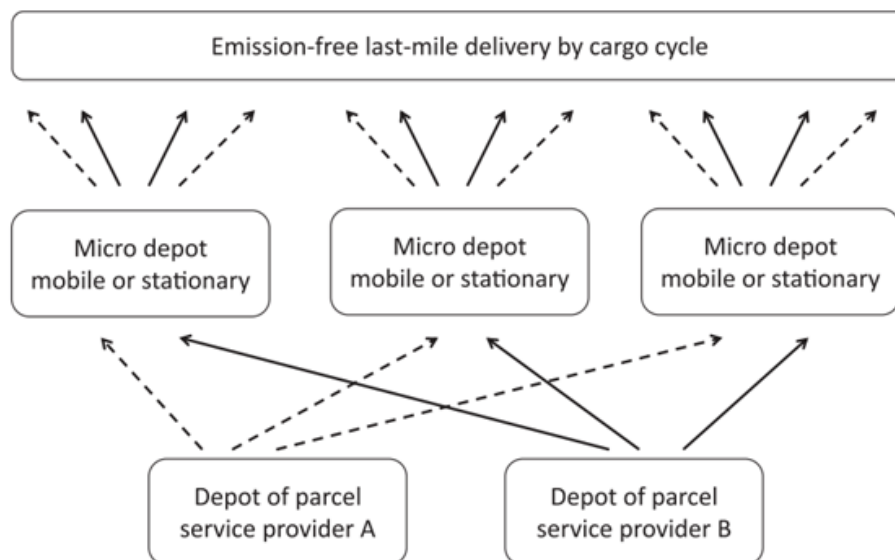 Emission-free last-mile delivery by cargo cycle
Micro depot
mobile or stationary
Micro depot
mobile or stationary
Micro depot
mobile or stationary
Depot of parcel
service provider A
Depot of parcel
service provider B